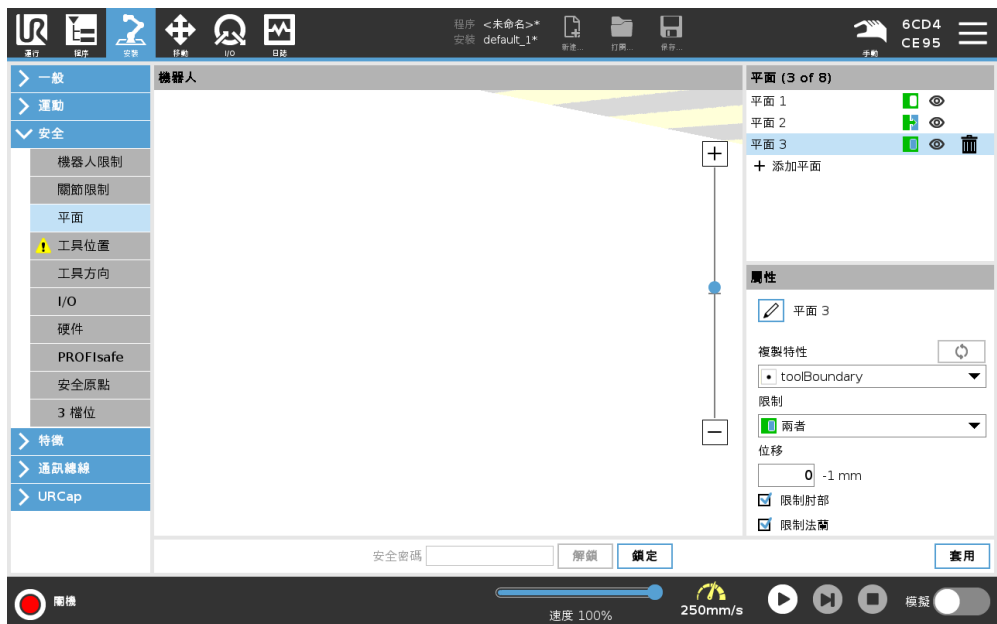 運行
程序
安裝
移動
I/O
日誌
程序 <未命名>*
安裝 default_1*
新建...
打開...
保存...
手動
6CD4
CE95
一般
運動
安全
機器人限制
關節限制
平面
工具位置
工具方向
I/O
硬件
PROFIsafe
安全原點
3 檔位
特徵
通訊總線
URCap
機器人
平面 (3 of 8)
平面 1
平面 2
平面 3
添加平面
屬性
平面 3
複製特性
toolBoundary
限制
兩者
位移
0 -1 mm
限制肘部
限制法蘭
安全密碼
解鎖
鎖定
套用
關機
速度 100%
250mm/s
模擬